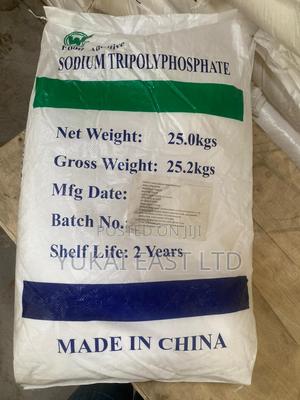 Food Additive
SODIUM TRIPOLYPHOSPHATE
Net Weight: 25.0kgs
Gross Weight: 25.2kgs
Mfg Date:
Batch No.
POSTED ON JIJI
Shelf Life: 2 Years
YUKAI EAST LTD
MADE IN CHINA